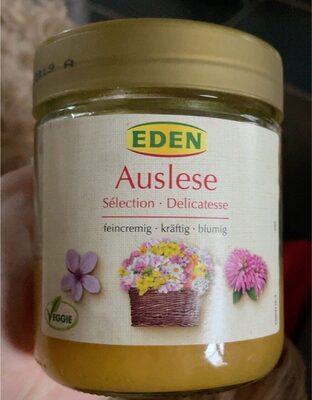 EDEN
Auslese
Sélection · Delicatesse
feincremig · kräftig · blumig
VEGGIE